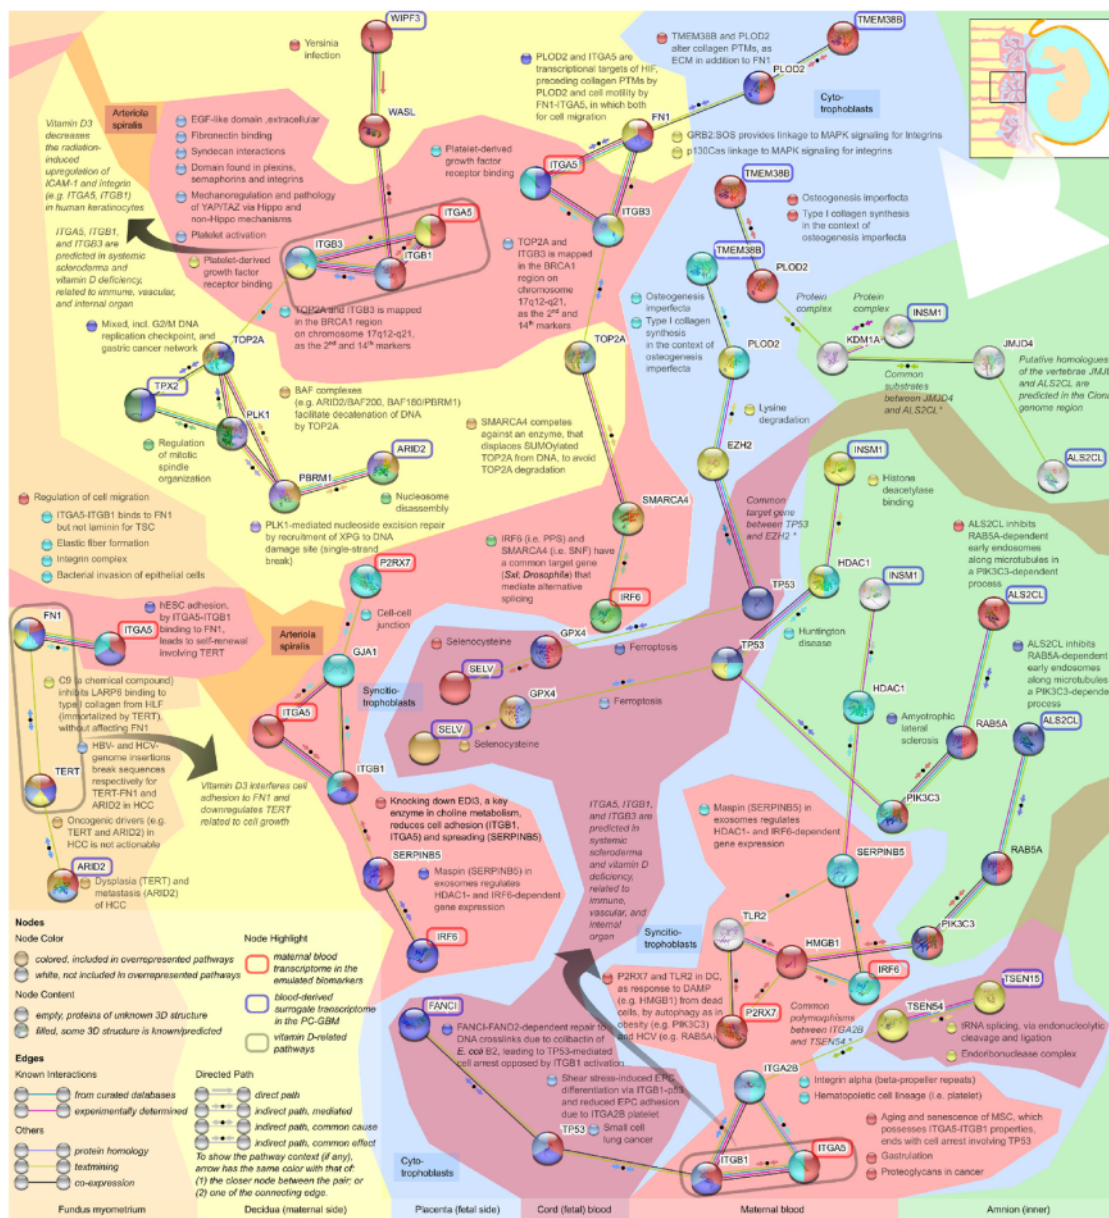 WIPF3
Yersinia
infection
WASL
PLOD2 and ITGA5 are
transcriptional targets of HIF,
preceding collagen PTMs by
PLOD2 and cell motility by
FN1-ITGA5, in which both
for cell migration
TMEM38B and PLOD2
alter collagen PTMs, as
ECM in addition to FN1
TMEM38B
PLOD2
Cyto-
trophoblasts
FN1
GRB2:SOS provides linkage to MAPK signaling for Integrins
p130Cas linkage to MAPK signaling for integrins
Arteriola
spiralis
Vitamin D3
decreases
the radiation-
induced
upregulation of
ICAM-1 and integrin
(e.g. ITGA5, ITGB1)
in human keratinocytes
ITGA5, ITGB1,
and ITGB3 are
predicted in systemic
scleroderma and
vitamin D deficiency,
related to immune, vascular,
and internal organ
EGF-like domain ,extracellular
Fibronectin binding
Syndecan interactions
Domain found in plexins,
semaphorins and integrins
Mechanoregulation and pathology
of YAP/TAZ via Hippo and
non-Hippo mechanisms
Platelet activation
Platelet-derived
growth factor
receptor binding
ITGB3
ITGA5
ITGB1
TOP2A and ITGB3 is mapped
in the BRCA1 region
on chromosome 17q12-q21,
as the 2nd and 14th markers
Platelet-derived
growth factor
receptor binding
ITGA5
ITGB3
TOP2A and
ITGB3 is mapped
in the BRCA1
region on
chromosome
17q12-q21,
as the 2nd and
14th markers
TMEM38B
Osteogenesis imperfecta
Type I collagen synthesis
in the context of
osteogenesis imperfecta
TMEM38B
PLOD2
Osteogenesis
imperfecta
Type I collagen
synthesis
in the context of
osteogenesis
imperfecta
PLOD2
Protein
complex
Protein
complex
INSM1
KDM1A*
JMJD4
Common
substrates
between JMJD4
and ALS2CL*
Putative homologues
of the vertebrae JMJD
and ALS2CL are
predicted in the Ciona
genome region
ALS2CL
Mixed, incl. G2/M DNA
replication checkpoint, and
gastric cancer network
TOP2A
TPX2
PLK1
BAF complexes
(e.g. ARID2/BAF200, BAF180/PBRM1)
facilitate decatenation of DNA
by TOP2A
Regulation
of mitotic
spindle
organization
PBRM1
ARID2
Nucleosome
disassembly
PLK1-mediated nucleoside excision repair
by recruitment of XPG to DNA
damage site (single-strand
break)
TOP2A
SMARCA4 competes
against an enzyme, that
displaces SUMOylated
TOP2A from DNA, to avoid
TOP2A degradation
SMARCA4
IRF6 (i.e. PPS) and
SMARCA4 (i.e. SNF) have
a common target gene
(Sxl; Drosophila) that
mediate alternative
splicing
IRF6
Lysine
degradation
EZH2
Common
target gene
between TP53
and EZH2 *
INSM1
Histone
deacetylase
binding
HDAC1
TP53
INSM1
Huntington
disease
HDAC1
ALS2CL inhibits
RAB5A-dependent
early endosomes
along microtubules in
a PIK3C3-dependent
process
ALS2CL
ALS2CL inhibits
RAB5A-dependent
early endosomes
along microtubules
a PIK3C3-depende
process
ALS2CL
RAB5A
Amyotrophic
lateral
sclerosis
PIK3C3
RAB5A
PIK3C3
Regulation of cell migration
ITGA5-ITGB1 binds to FN1
but not laminin for TSC
Elastic fiber formation
Integrin complex
Bacterial invasion of epithelial cells
FN1
ITGA5
hESC adhesion,
by ITGA5-ITGB1
binding to FN1,
leads to self-renewal
involving TERT
C9 (a chemical compound)
inhibits LARP6 binding to
type I collagen from HLF
(immortalized by TERT),
without affecting FN1
HBV- and HCV-
genome insertions
break sequences
respectively for
TERT-FN1 and
ARID2 in HCC
TERT
Oncogenic drivers (e.g.
TERT and ARID2) in
HCC is not actionable
ARID2
Dysplasia (TERT) and
metastasis (ARID2)
of HCC
Vitamin D3 interferes cell
adhesion to FN1 and
downregulates TERT
related to cell growth
P2RX7
Cell-cell
junction
Arteriola
spiralis
GJA1
ITGA5
Syncitio-
trophoblasts
ITGB1
Knocking down EDI3, a key
enzyme in choline metabolism,
reduces cell adhesion (ITGB1,
ITGA5) and spreading (SERPINB5)
SERPINB5
Maspin (SERPINB5) in
exosomes regulates
HDAC1- and IRF6-dependent
gene expression
IRF6
Selenocysteine
GPX4
Ferroptosis
SELV
TP53
GPX4
Ferroptosis
SELV
Selenocysteine
ITGA5, ITGB1,
and ITGB3 are
predicted in
systemic
scleroderma
and vitamin D
deficiency,
related to
immune,
vascular, and
internal
organ
Maspin (SERPINB5) in
exosomes regulates
HDAC1- and IRF6-dependent
gene expression
SERPINB5
Syncitio-
trophoblasts
TLR2
HMGB1
IRF6
P2RX7 and TLR2 in DC,
as response to DAMP
(e.g. HMGB1) from dead
cells, by autophagy as in
obesity (e.g. PIK3C3) and
HCV (e.g. RAB5A)
P2RX7
Common
polymorphisms
between ITGA2B
and TSEN54 *
TSEN15
TSEN54
tRNA splicing, via endonucleolytic
cleavage and ligation
Endoribonuclease complex
FANCI
FANCI-FAND2-dependent repair to
DNA crosslinks due to colibactin of
E. coli B2, leading to TP53-mediated
cell arrest opposed by ITGB1 activation
Shear stress-induced EPC
differentiation via ITGB1-p53
and reduced EPC adhesion
due to ITGA2B platelet
Small cell
lung cancer
TP53
Cyto-
trophoblasts
ITGA2B
Integrin alpha (beta-propeller repeats)
Hematopoietic cell lineage (i.e. platelet)
ITGB1
ITGA5
Aging and senescence of MSC, which
possesses ITGA5-ITGB1 properties,
ends with cell arrest involving TP53
Gastrulation
Proteoglycans in cancer
Nodes
Node Color
colored, included in overrepresented pathways
white, not included in overrepresented pathways
Node Content
empty, proteins of unknown 3D structure
filled, some 3D structure is known/predicted
Node Highlight
maternal blood
transcriptome in the
emulated biomarkers
blood-derived
surrogate transcriptome
in the PC-GBM
vitamin D-related
pathways
Edges
Known Interactions
from curated databases
experimentally determined
Others
protein homology
textmining
co-expression
Directed Path
direct path
indirect path, mediated
indirect path, common cause
indirect path, common effect
To show the pathway context (if any),
arrow has the same color with that of:
(1) the closer node between the pair; or
(2) one of the connecting edge.
Fundus myometrium
Decidua (maternal side)
Placenta (fetal side)
Cord (fetal) blood
Maternal blood
Amnion (inner)